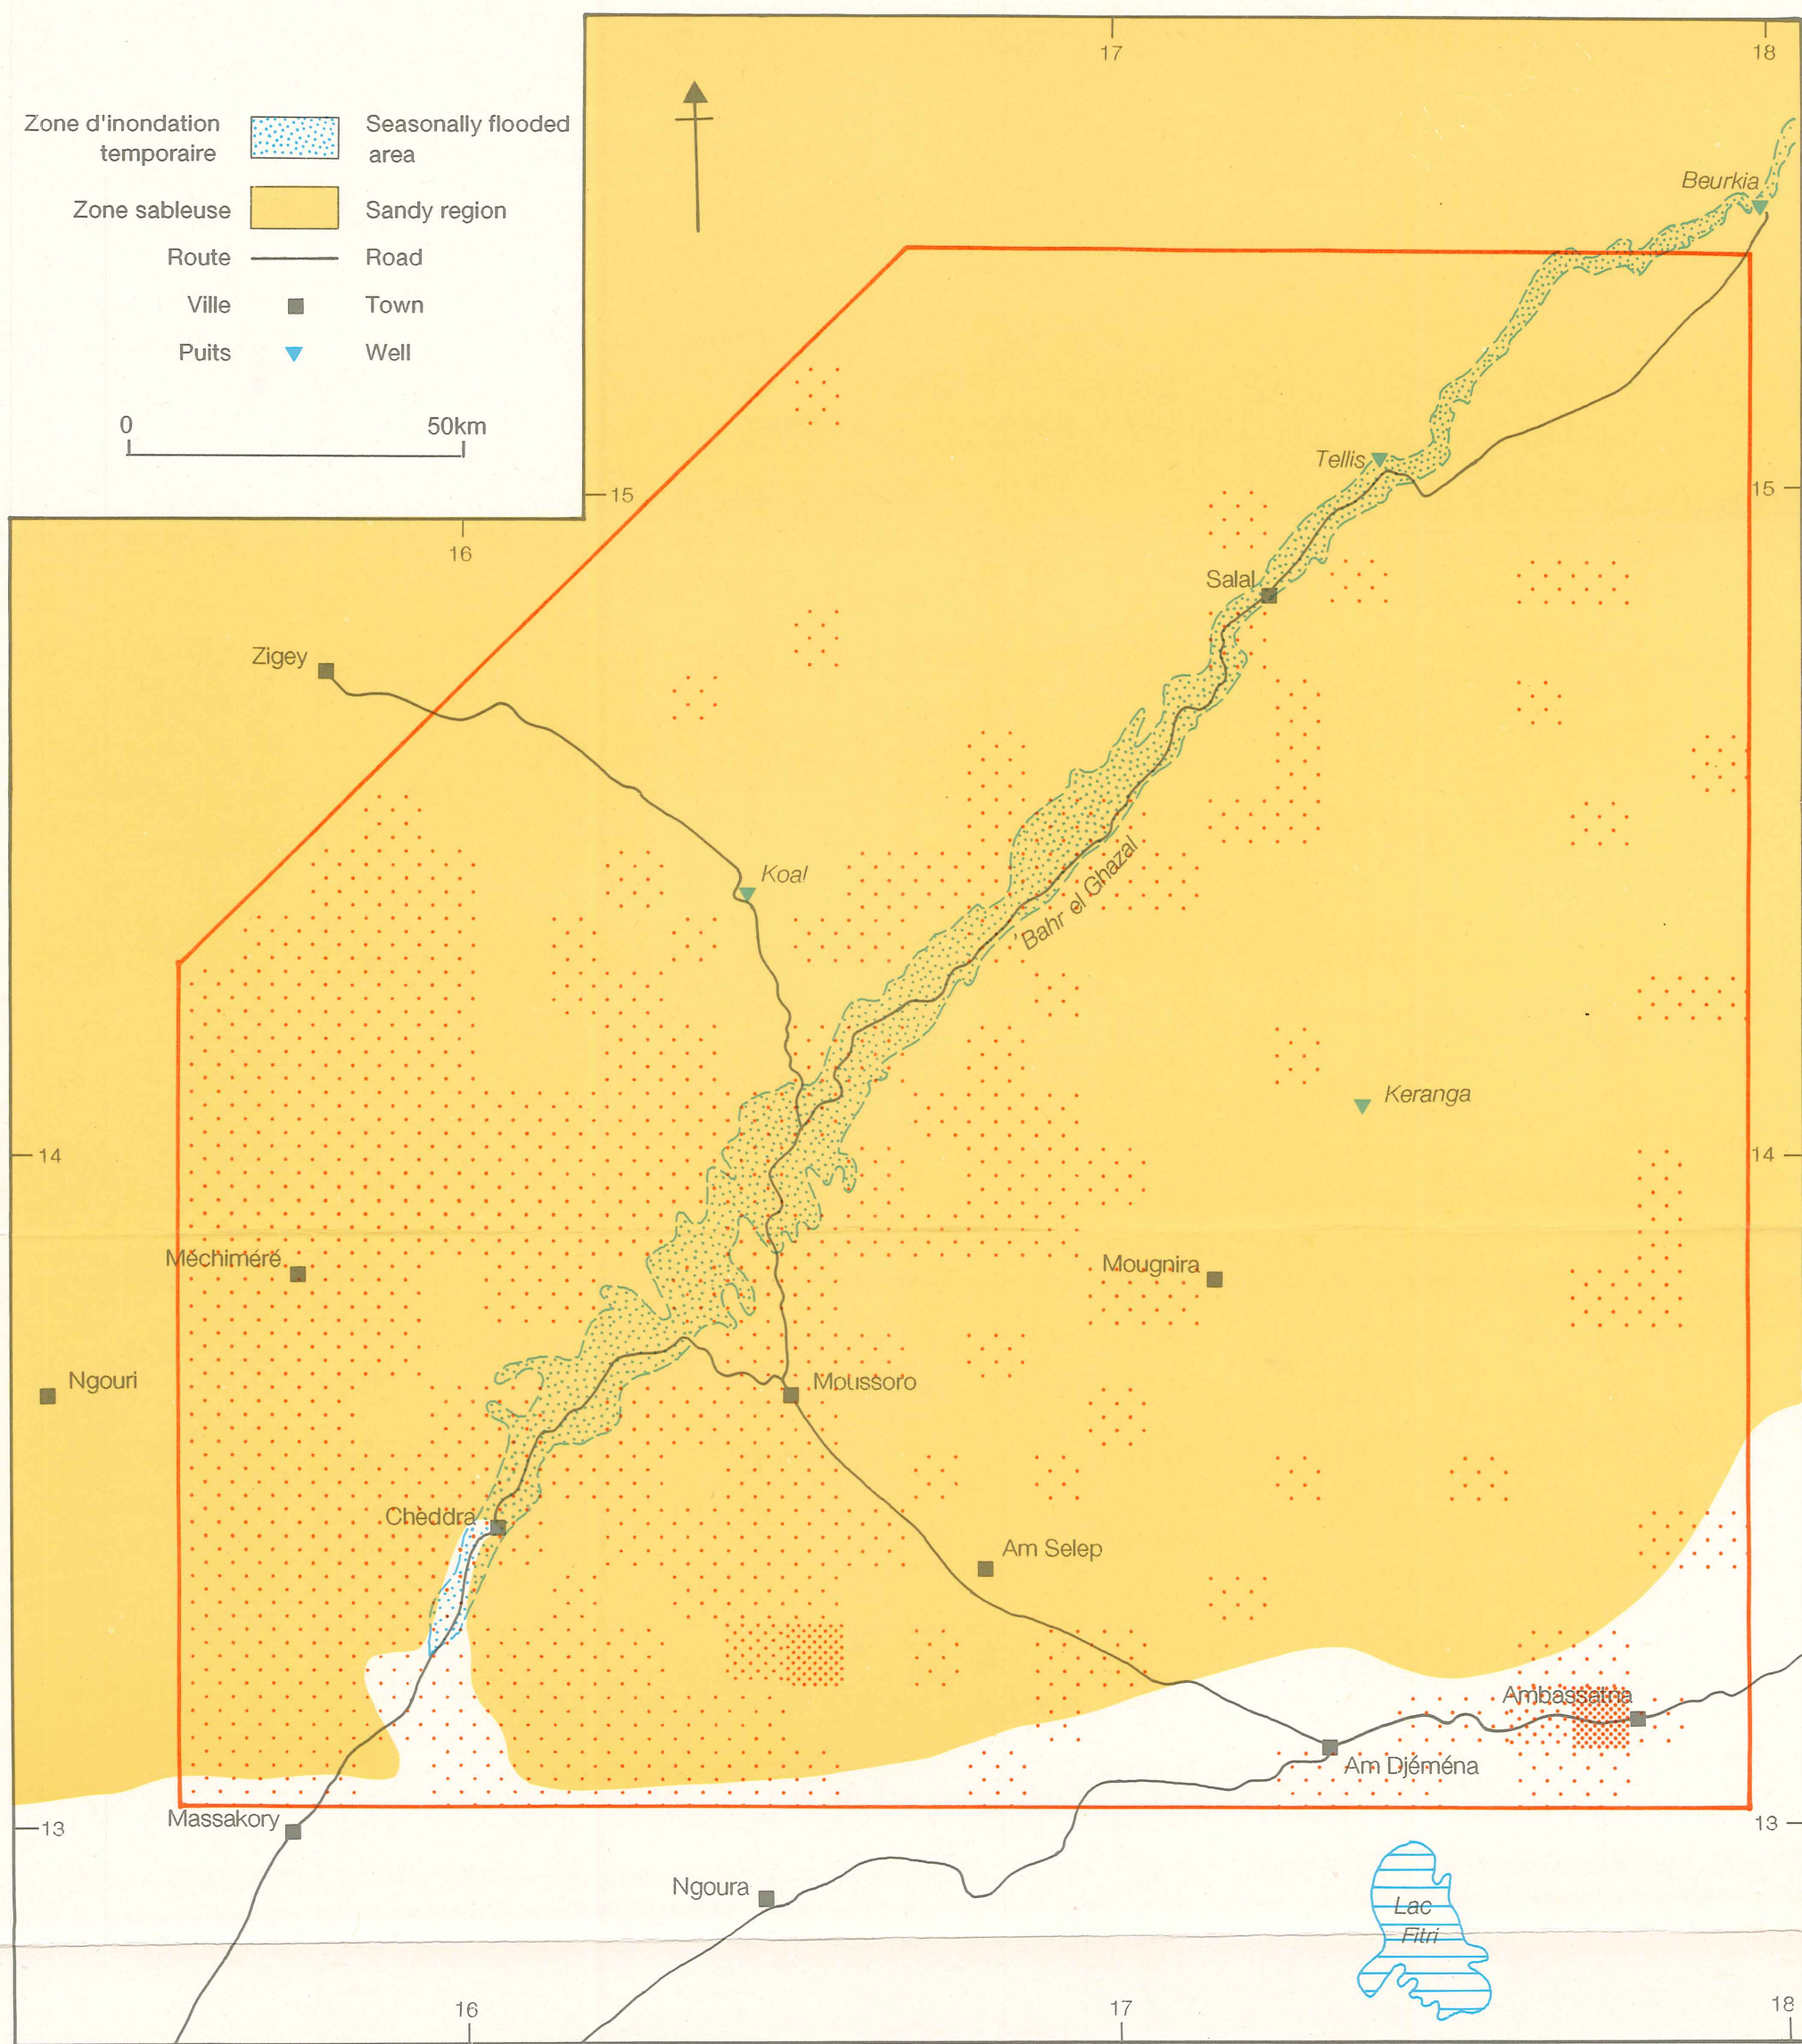 17
18
Zone d'inondation
temporaire
Seasonally flooded
area
Zone sableuse
Sandy region
Route
Road
Ville
Town
Puits
Well
0
50km
Beurkia
Tellis
15
15
16
Salal
Zigey
Koal
Bahr el Ghazal
Keranga
14
14
Méchiméré
Mougnira
Ngouri
Moussoro
Cheddra
Am Selep
Ambassatna
Am Djéména
Massakory
13
13
Ngoura
Lac
Fitri
16
17
18